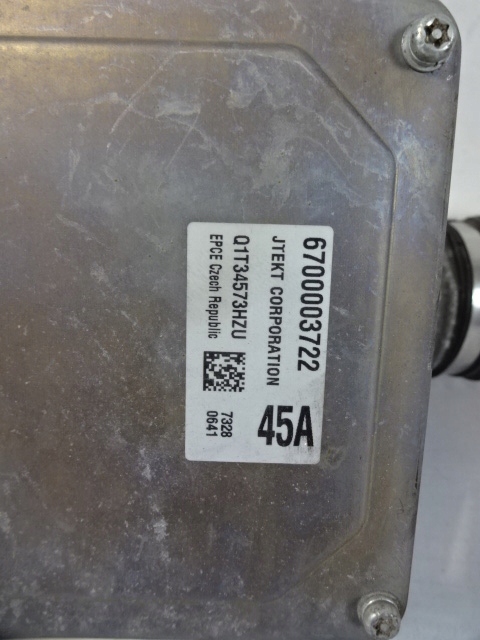 6700003722
JTEKT CORPORATION
45A
Q1T34573HZU
EPCE Czech Republic
7328
0641